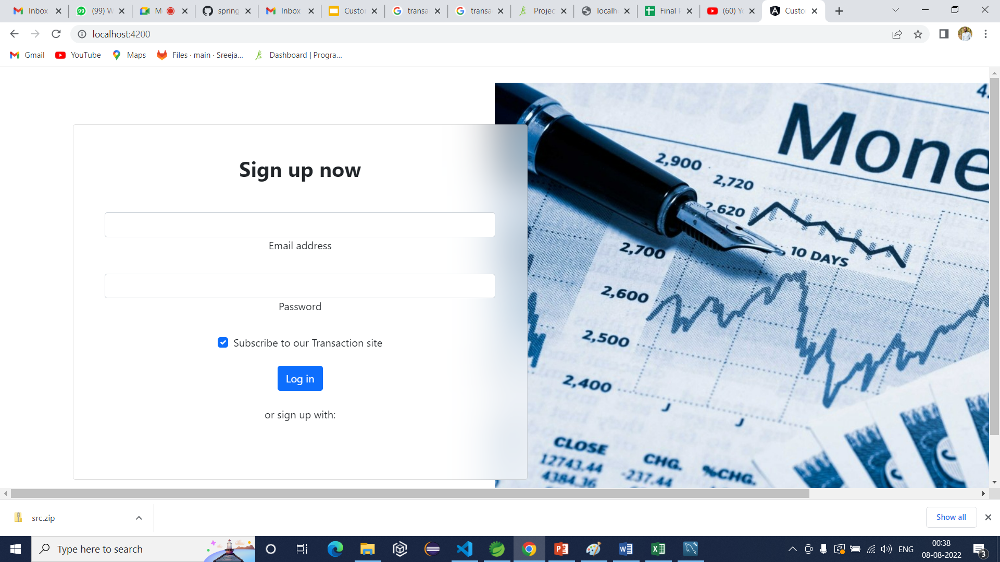 Inbox
(99) W
M
spring
Inbox
Custo
transa
transa
Projec
localh
Final F
(60) Yo
Custo
localhost:4200
Gmail
YouTube
Maps
Files · main · Sreeja...
Dashboard | Progra...
Sign up now
Email address
Password
Subscribe to our Transaction site
Log in
or sign up with:
Mone
4.
2,900
2,720
2,620
10 DAYS
2,700
2,600
2,500
2,400
J
J
CLOSE CHG. %CHG.
12743.44 -237.44
4384.36
src.zip
Show all
Type here to search
ENG
00:38
08-08-2022
3